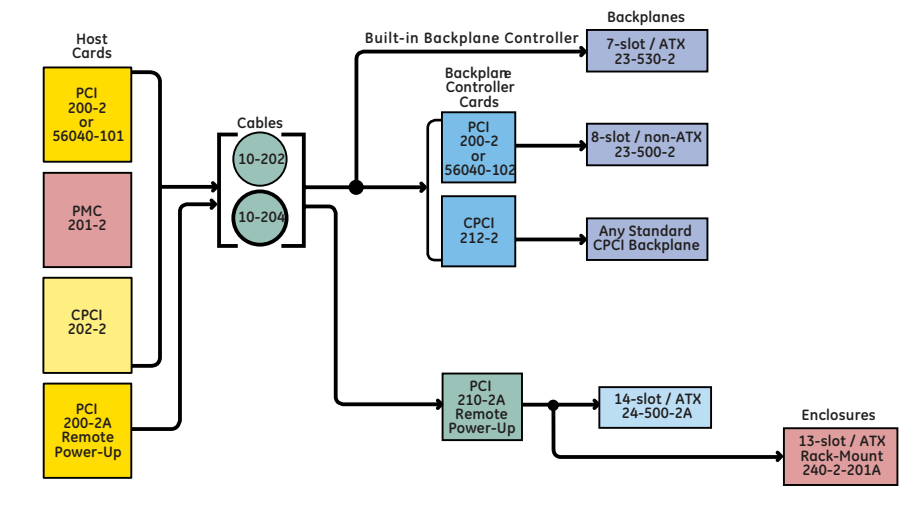 Host
Cards
PCI
200-2
or
56040-101
PMC
201-2
CPCI
202-2
PCI
200-2A
Remote
Power-Up
Cables
10-202
10-204
Built-in Backplane Controller
Backplane
Controller
Cards
PCI
200-2
or
56040-102
CPCI
212-2
PCI
210-2A
Remote
Power-Up
Backplanes
7-slot / ATX
23-530-2
8-slot / non-ATX
23-500-2
Any Standard
CPCI Backplane
14-slot / ATX
24-500-2A
Enclosures
13-slot / ATX
Rack-Mount
240-2-201A